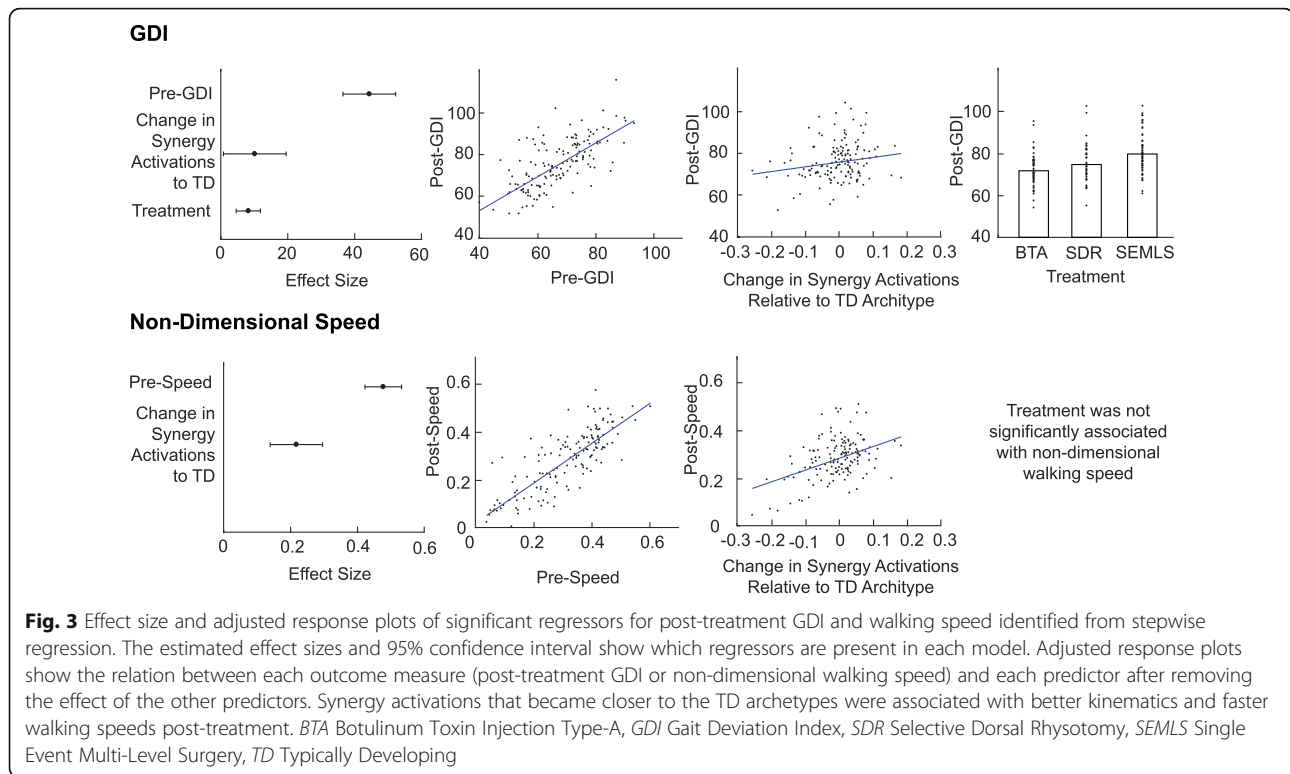 GDI
Pre-GDI
Change in
Synergy
Activations
to TD
Treatment
0 20 40 60
Effect Size
Post-GDI
100
80
60
40
40 60 80 100
Pre-GDI
Post-GDI
100
80
60
40
-0.3 -0.2 -0.1 0 0.1 0.2 0.3
Change in Synergy Activations
Relative to TD Architype
Post-GDI
100
80
60
40
BTA SDR SEMLS
Treatment
Non-Dimensional Speed
Pre-Speed
Change in
Synergy
Activations
to TD
0 0.2 0.4 0.6
Effect Size
Post-Speed
0.6
0.4
0.2
0
0.2 0.4 0.6
Pre-Speed
Post-Speed
0.6
0.4
0.2
0
-0.3 -0.2 -0.1 0 0.1 0.2 0.3
Change in Synergy Activations
Relative to TD Architype
Treatment was not
significantly associated
with non-dimensional
walking speed
Fig. 3 Effect size and adjusted response plots of significant regressors for post-treatment GDI and walking speed identified from stepwise
regression. The estimated effect sizes and 95% confidence interval show which regressors are present in each model. Adjusted response plots
show the relation between each outcome measure (post-treatment GDI or non-dimensional walking speed) and each predictor after removing
the effect of the other predictors. Synergy activations that became closer to the TD archetypes were associated with better kinematics and faster
walking speeds post-treatment. BTA Botulinum Toxin Injection Type-A, GDI Gait Deviation Index, SDR Selective Dorsal Rhysotomy, SEMLS Single
Event Multi-Level Surgery, TD Typically Developing